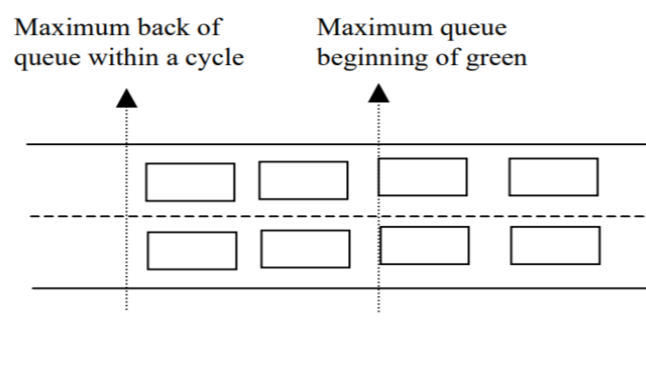 Maximum back of
queue within a cycle
Maximum queue
beginning of green